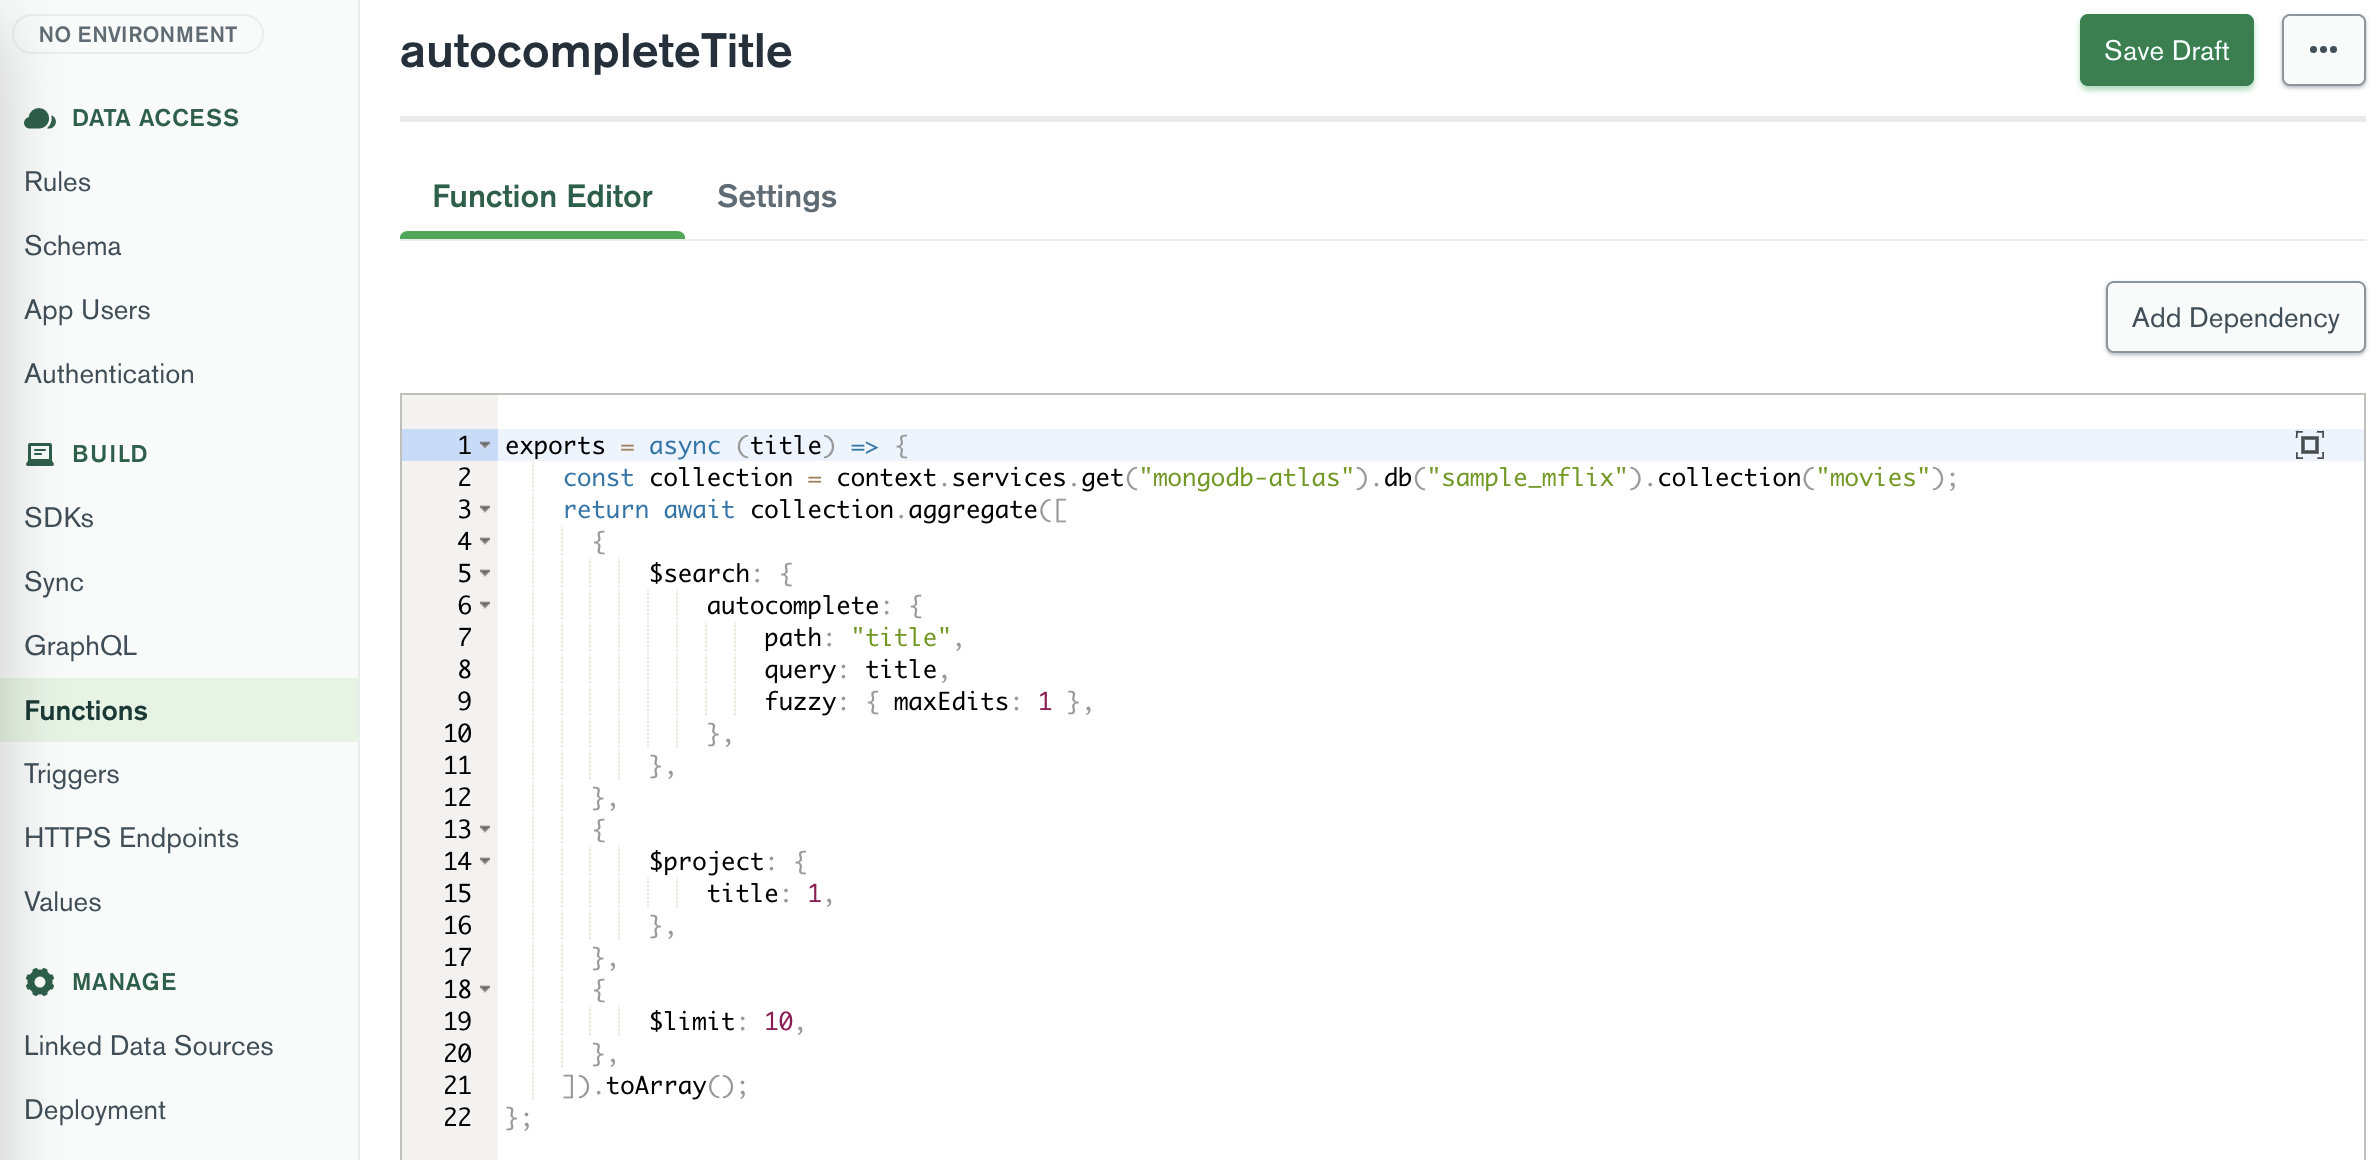 NO ENVIRONMENT
DATA ACCESS
Rules
Schema
App Users
Authentication
BUILD
SDKs
Sync
GraphQL
Functions
Triggers
HTTPS Endpoints
Values
MANAGE
Linked Data Sources
Deployment
autocompleteTitle
Save Draft
Function Editor
Settings
Add Dependency
1 exports = async (title) => {
2     const collection = context.services.get("mongodb-atlas").db("sample_mflix").collection("movies");
3     return await collection.aggregate([
4       {
5           $search: {
6               autocomplete: {
7                   path: "title",
8                   query: title,
9                   fuzzy: { maxEdits: 1 },
10               },
11           },
12       },
13       {
14           $project: {
15               title: 1,
16           },
17       },
18       {
19           $limit: 10,
20       },
21     ]).toArray();
22 };